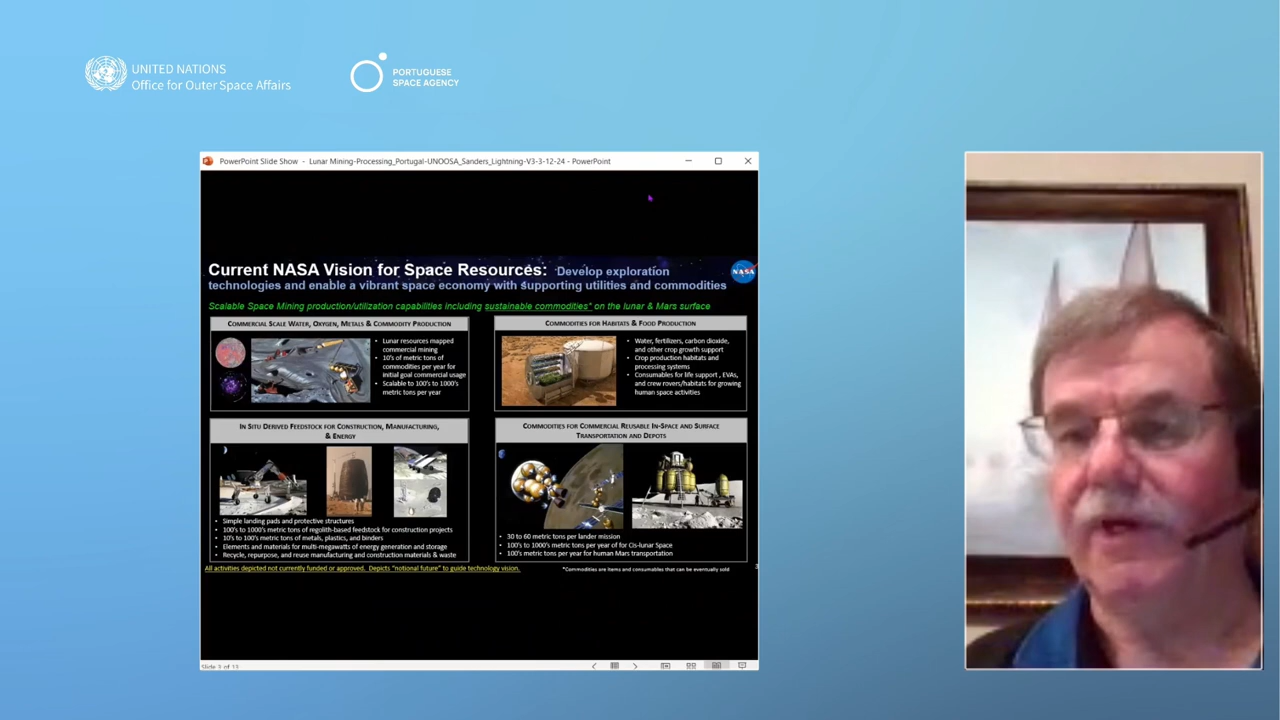 UNITED NATIONS
Office for Outer Space Affairs
PORTUGUESE
SPACE AGENCY
PowerPoint Slide Show - Lunar Mining-Processing_Portugal-UNOOSA_Sanders_Lightning-V3-3-12-24 - PowerPoint
Current NASA Vision for Space Resources: Develop exploration
technologies and enable a vibrant space economy with supporting utilities and commodities
NASA
Scalable Space Mining production/utilization capabilities including sustainable commodities* on the lunar & Mars surface
COMMERCIAL SCALE WATER, OXYGEN, METALS & COMMODITY PRODUCTION
• Lunar resources mapped
commercial mining
• 10's of metric tons of
commodities per year for
initial goal commercial usage
• Scalable to 100's to 1000's
metric tons per year
COMMODITIES FOR HABITATS & FOOD PRODUCTION
• Water, fertilizers, carbon dioxide,
and other crop growth support
• Crop production habitats and
processing systems
• Consumables for life support , EVAs,
and crew rovers/habitats for growing
human space activities
IN SITU DERIVED FEEDSTOCK FOR CONSTRUCTION, MANUFACTURING,
& ENERGY
• Simple landing pads and protective structures
• 100's to 1000's metric tons of regolith-based feedstock for construction projects
• 10's to 100's metric tons of metals, plastics, and binders
• Elements and materials for multi-megawatts of energy generation and storage
• Recycle, repurpose, and reuse manufacturing and construction materials & waste
COMMODITIES FOR COMMERCIAL REUSABLE IN-SPACE AND SURFACE
TRANSPORTATION AND DEPOTS
• 30 to 60 metric tons per lander mission
• 100's to 1000's metric tons per year of for Cis-lunar Space
• 100's metric tons per year for human Mars transportation
All activities depicted not currently funded or approved. Depicts "notional future" to guide technology vision.
*Commodities are items and consumables that can be eventually sold
3
Slide 3 of 13